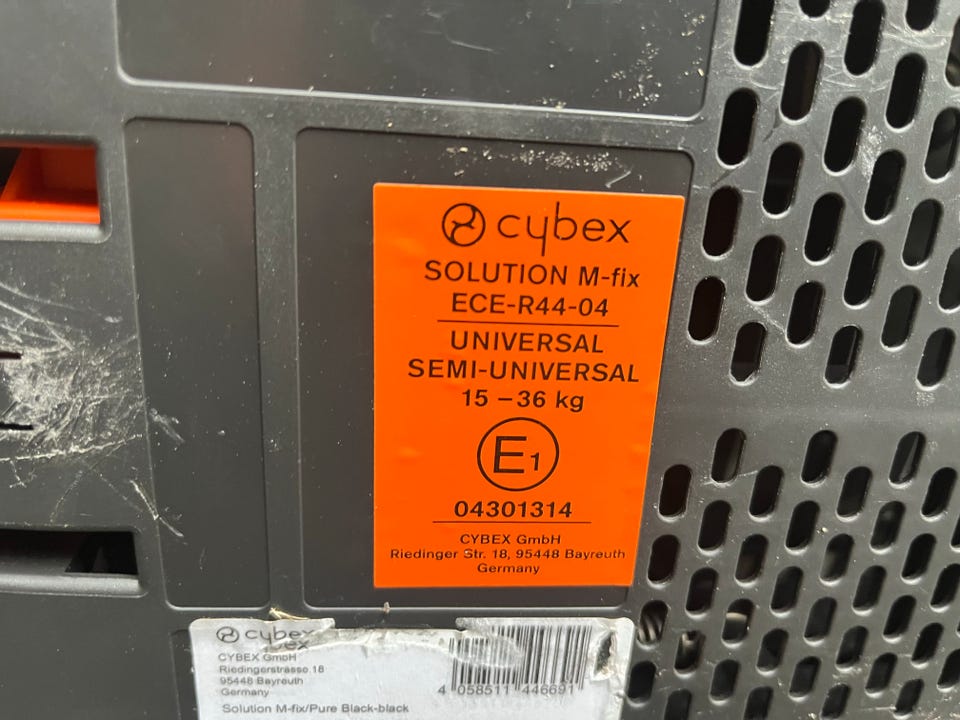 cybex
SOLUTION M-fix
ECE-R44-04
UNIVERSAL
SEMI-UNIVERSAL
15 – 36 kg
E1
04301314
CYBEX GmbH
Riedinger Str. 18, 95448 Bayreuth
Germany
cybex
bex
CYBEX GmbH
Riedingerstrasse 18
95448 Bayreuth
Germany
4 058511 446691
Solution M-fix/Pure Black-black